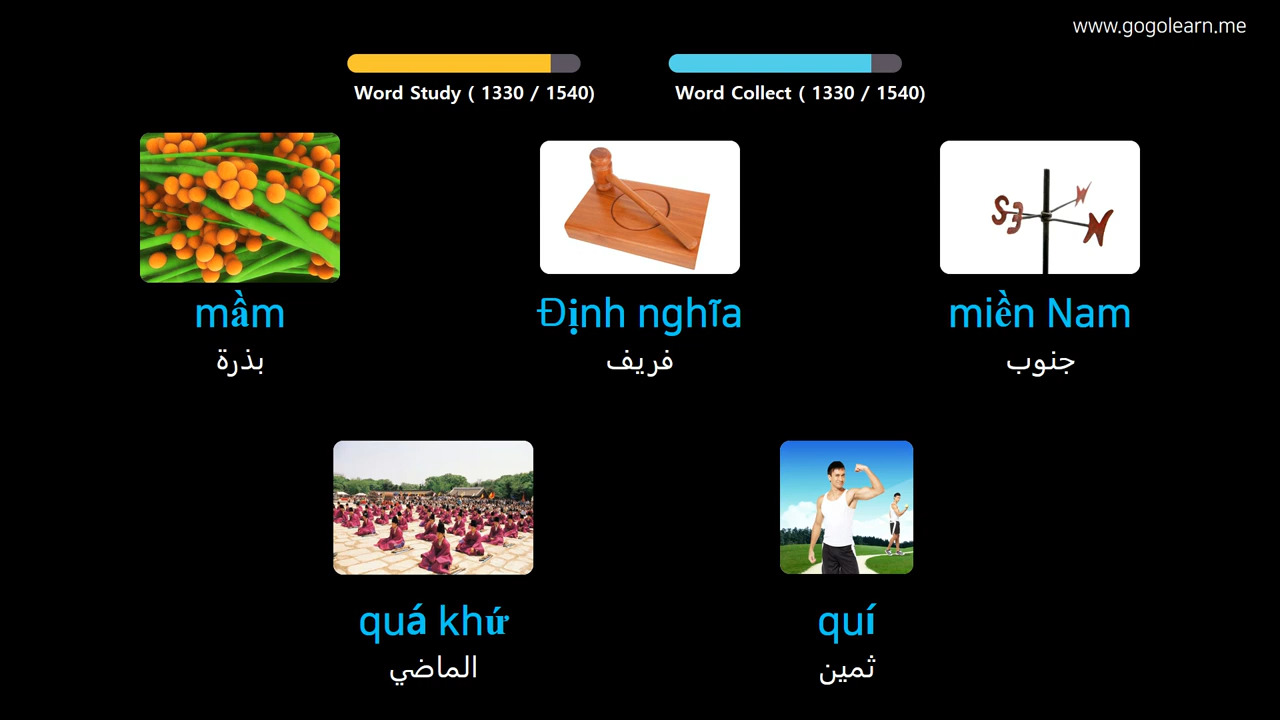 www.gogolearn.me
Word Study ( 1330 / 1540)
Word Collect ( 1330 / 1540)
mầm
بذرة
Định nghĩa
فريف
miền Nam
جنوب
quá khứ
الماضي
quí
ثمين